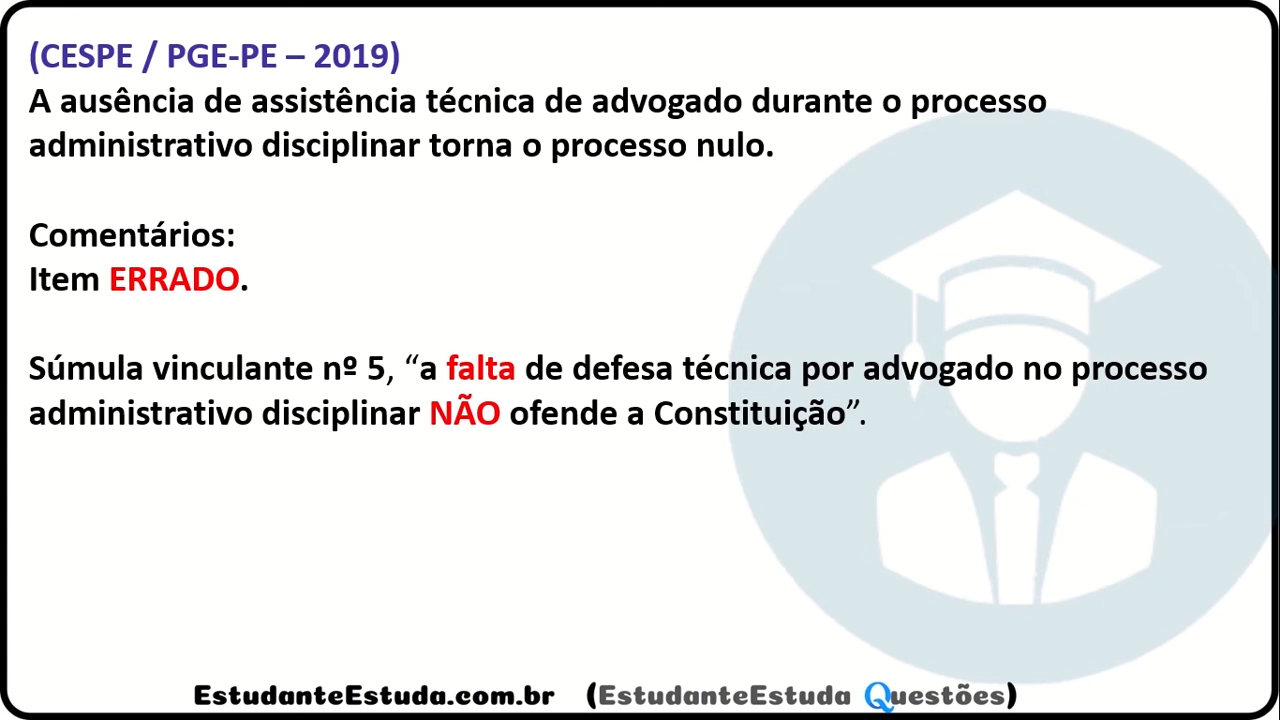 (CESPE / PGE-PE – 2019)
A ausência de assistência técnica de advogado durante o processo
administrativo disciplinar torna o processo nulo.
Comentários:
Item ERRADO.
Súmula vinculante nº 5, “a falta de defesa técnica por advogado no processo
administrativo disciplinar NÃO ofende a Constituição”.
EstudanteEstuda.com.br (EstudanteEstuda Questões)